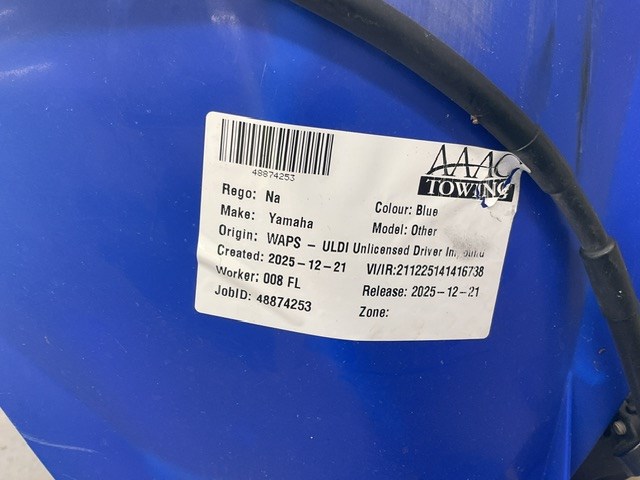 48874253
AAAC
TOWING
Rego: Na
Colour: Blue
Make: Yamaha
Model: Other
Origin: WAPS - ULDI Unlicensed Driver
Created: 2025-12-21
VI/IR:211225141416738
Worker: 008 FL
Release: 2025-12-21
JobID: 48874253
Zone: